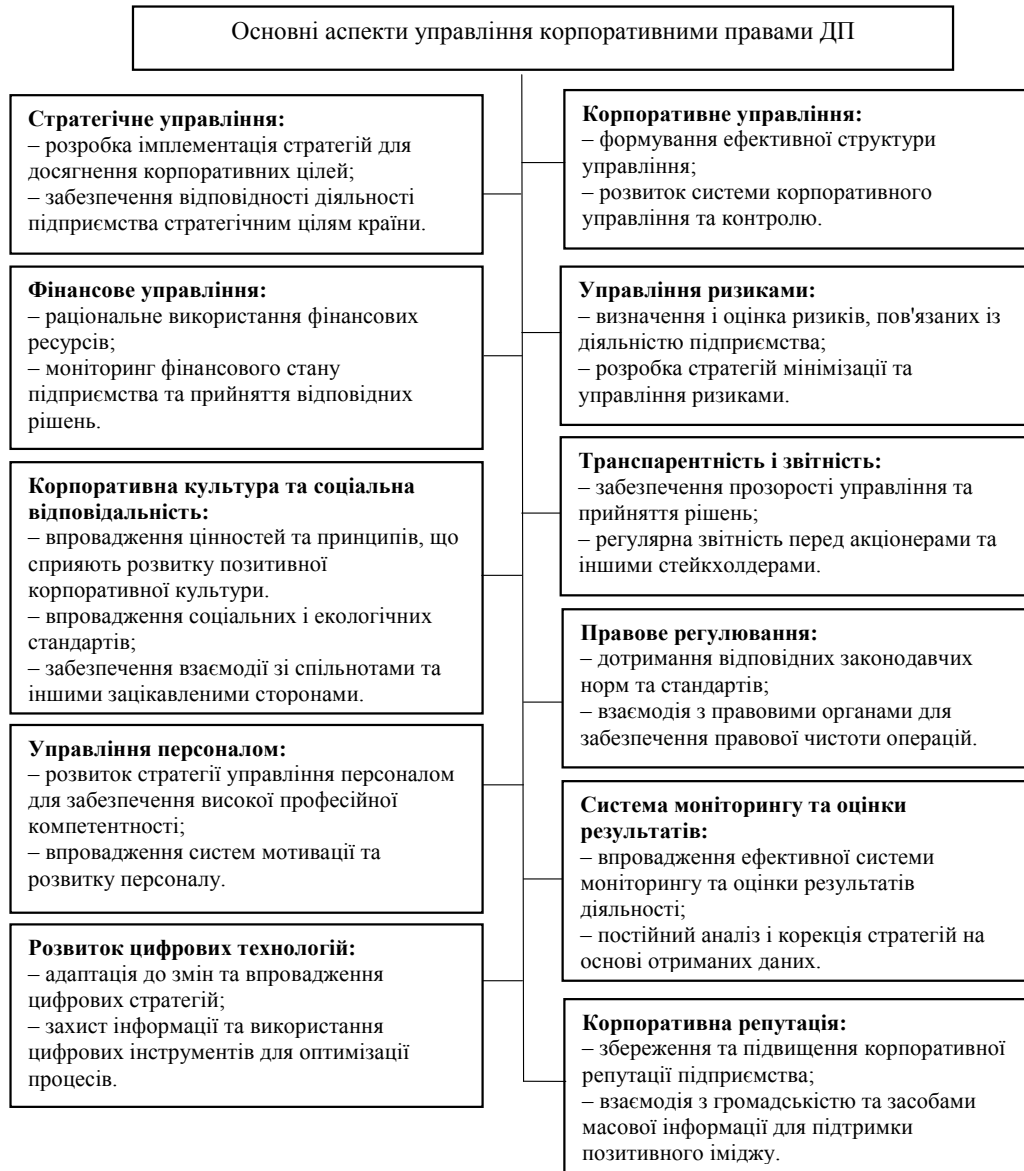 Основні аспекти управління корпоративними правами ДП
Стратегічне управління:
– розробка імплементація стратегій для
досягнення корпоративних цілей;
– забезпечення відповідності діяльності
підприємства стратегічним цілям країни.
Фінансове управління:
– раціональне використання фінансових
ресурсів;
– моніторинг фінансового стану
підприємства та прийняття відповідних
рішень.
Корпоративна культура та соціальна
відповідальність:
– впровадження цінностей та принципів, що
сприяють розвитку позитивної
корпоративної культури.
– впровадження соціальних і екологічних
стандартів;
– забезпечення взаємодії зі спільнотами та
іншими зацікавленими сторонами.
Управління персоналом:
– розвиток стратегії управління персоналом
для забезпечення високої професійної
компетентності;
– впровадження систем мотивації та
розвитку персоналу.
Розвиток цифрових технологій:
– адаптація до змін та впровадження
цифрових стратегій;
– захист інформації та використання
цифрових інструментів для оптимізації
процесів.
Корпоративне управління:
– формування ефективної структури
управління;
– розвиток системи корпоративного
управління та контролю.
Управління ризиками:
– визначення і оцінка ризиків, пов'язаних із
діяльністю підприємства;
– розробка стратегій мінімізації та
управління ризиками.
Транспарентність і звітність:
– забезпечення прозорості управління та
прийняття рішень;
– регулярна звітність перед акціонерами та
іншими стейкхолдерами.
Правове регулювання:
– дотримання відповідних законодавчих
норм та стандартів;
– взаємодія з правовими органами для
забезпечення правової чистоти операцій.
Система моніторингу та оцінки
результатів:
– впровадження ефективної системи
моніторингу та оцінки результатів
діяльності;
– постійний аналіз і корекція стратегій на
основі отриманих даних.
Корпоративна репутація:
– збереження та підвищення корпоративної
репутації підприємства;
– взаємодія з громадськістю та засобами
масової інформації для підтримки
позитивного іміджу.